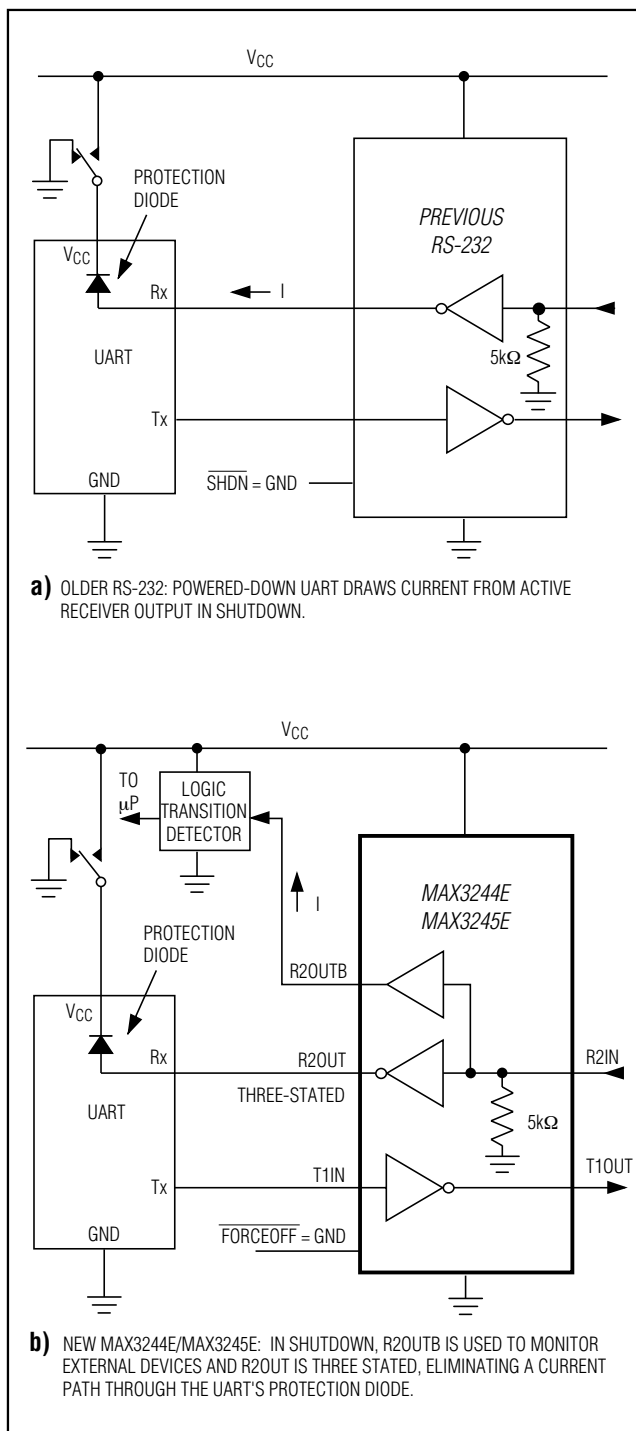 VCC
PROTECTION
DIODE
PREVIOUS
RS-232
VCC
Rx
I
5kΩ
UART
Tx
GND
SHDN = GND
a) OLDER RS-232: POWERED-DOWN UART DRAWS CURRENT FROM ACTIVE
RECEIVER OUTPUT IN SHUTDOWN.
VCC
TO
μP
LOGIC
TRANSITION
DETECTOR
I
MAX3244E
MAX3245E
PROTECTION
DIODE
R2OUTB
VCC
Rx
R2OUT
R2IN
THREE-STATED
UART
5kΩ
Tx
T1IN
T1OUT
GND
FORCEOFF = GND
b) NEW MAX3244E/MAX3245E: IN SHUTDOWN, R2OUTB IS USED TO MONITOR
EXTERNAL DEVICES AND R2OUT IS THREE STATED, ELIMINATING A CURRENT
PATH THROUGH THE UART'S PROTECTION DIODE.